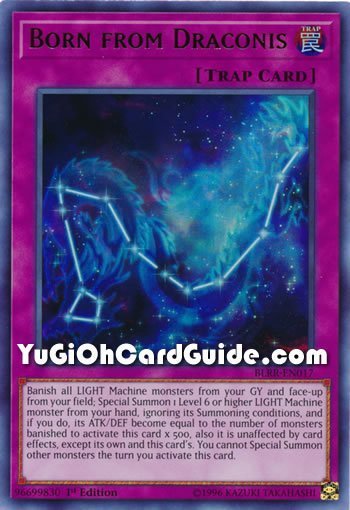 BORN FROM DRACONIS
TRAP
罠
[TRAP CARD]
YuGiOhCardGuide.com
BLRR-EN017
Banish all LIGHT Machine monsters from your GY and face-up
from your field; Special Summon 1 Level 6 or higher LIGHT Machine
monster from your hand, ignoring its Summoning conditions, and
if you do, its ATK/DEF become equal to the number of monsters
banished to activate this card x 500, also it is unaffected by card
effects, except its own and this card's. You cannot Special Summon
other monsters the turn you activate this card.
96699830 1st Edition ©1996 KAZUKI TAKAHASHI